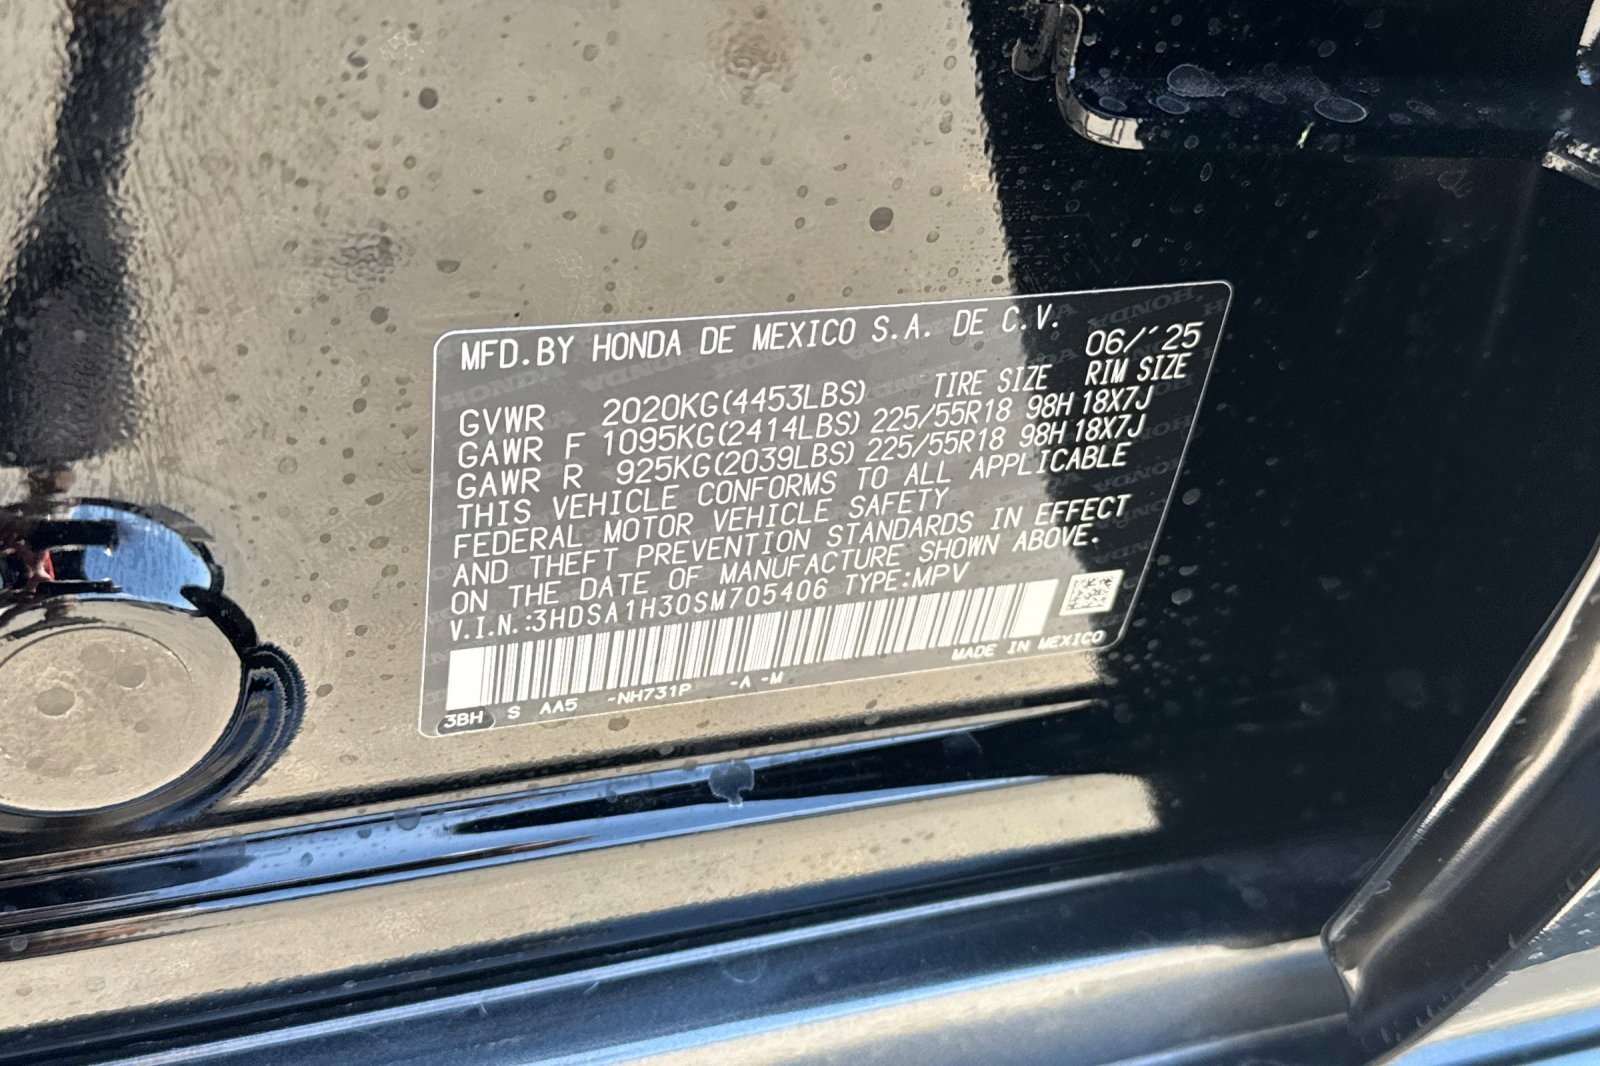 MFD.BY HONDA DE MEXICO S.A. DE C.V.
06/'25
TIRE SIZE RIM SIZE
GVWR 2020KG(4453LBS)
GAWR F 1095KG(2414LBS) 225/55R18 98H 18X7J
GAWR R 925KG(2039LBS) 225/55R18 98H 18X7J
THIS VEHICLE CONFORMS TO ALL APPLICABLE
FEDERAL MOTOR VEHICLE SAFETY
AND THEFT PREVENTION STANDARDS IN EFFECT
ON THE DATE OF MANUFACTURE SHOWN ABOVE.
V.I.N.:3HDSA1H30SM705406 TYPE:MPV
MADE IN MEXICO
3BH S AA5 -NH731P -A -M